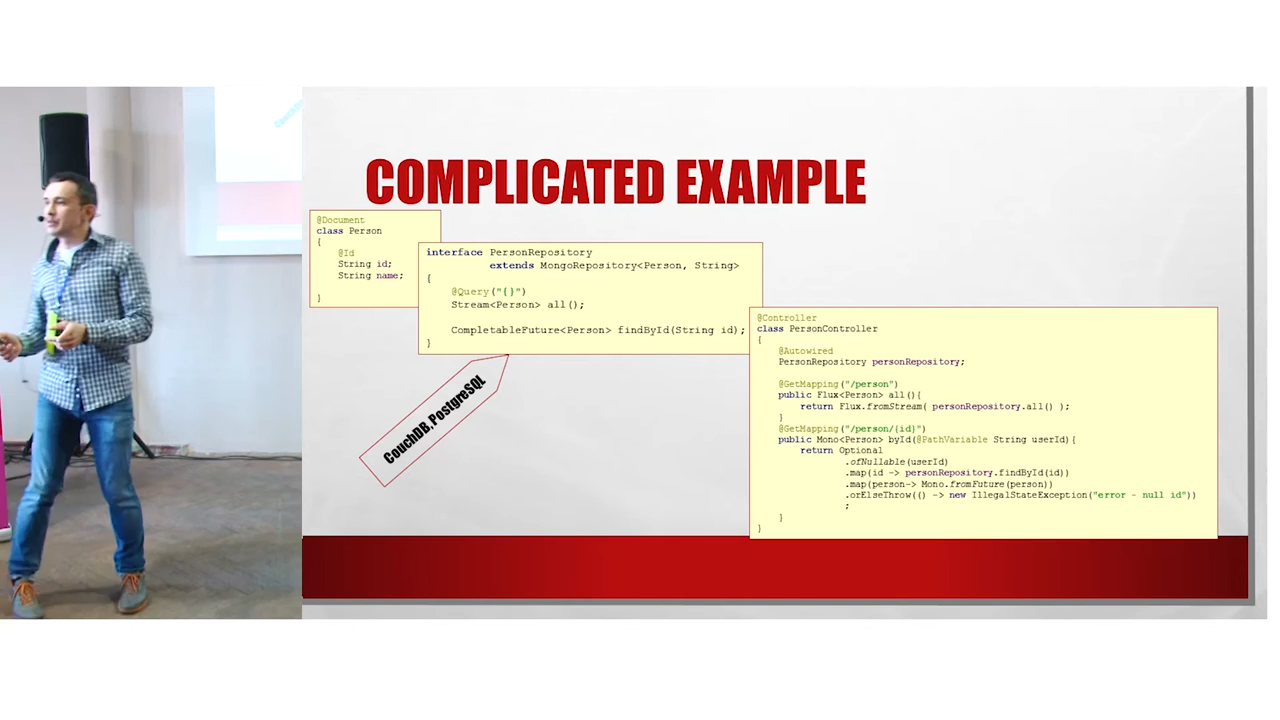 COMPLICATED EXAMPLE
@Document
class Person
{
@Id
String id;
String name;
}
interface PersonRepository
extends MongoRepository<Person, String>
{
@Query("{}")
Stream<Person> all();
CompletableFuture<Person> findById(String id);
}
CouchDB,PostgreSQL
@Controller
class PersonController
{
@Autowired
PersonRepository personRepository;
@GetMapping("/person")
public Flux<Person> all(){
return Flux.fromStream( personRepository.all() );
}
@GetMapping("/person/{id}")
public Mono<Person> byId(@PathVariable String userId){
return Optional
.ofNullable(userId)
.map(id -> personRepository.findById(id))
.map(person-> Mono.fromFuture(person))
.orElseThrow(() -> new IllegalStateException("error - null id"))
;
}
}